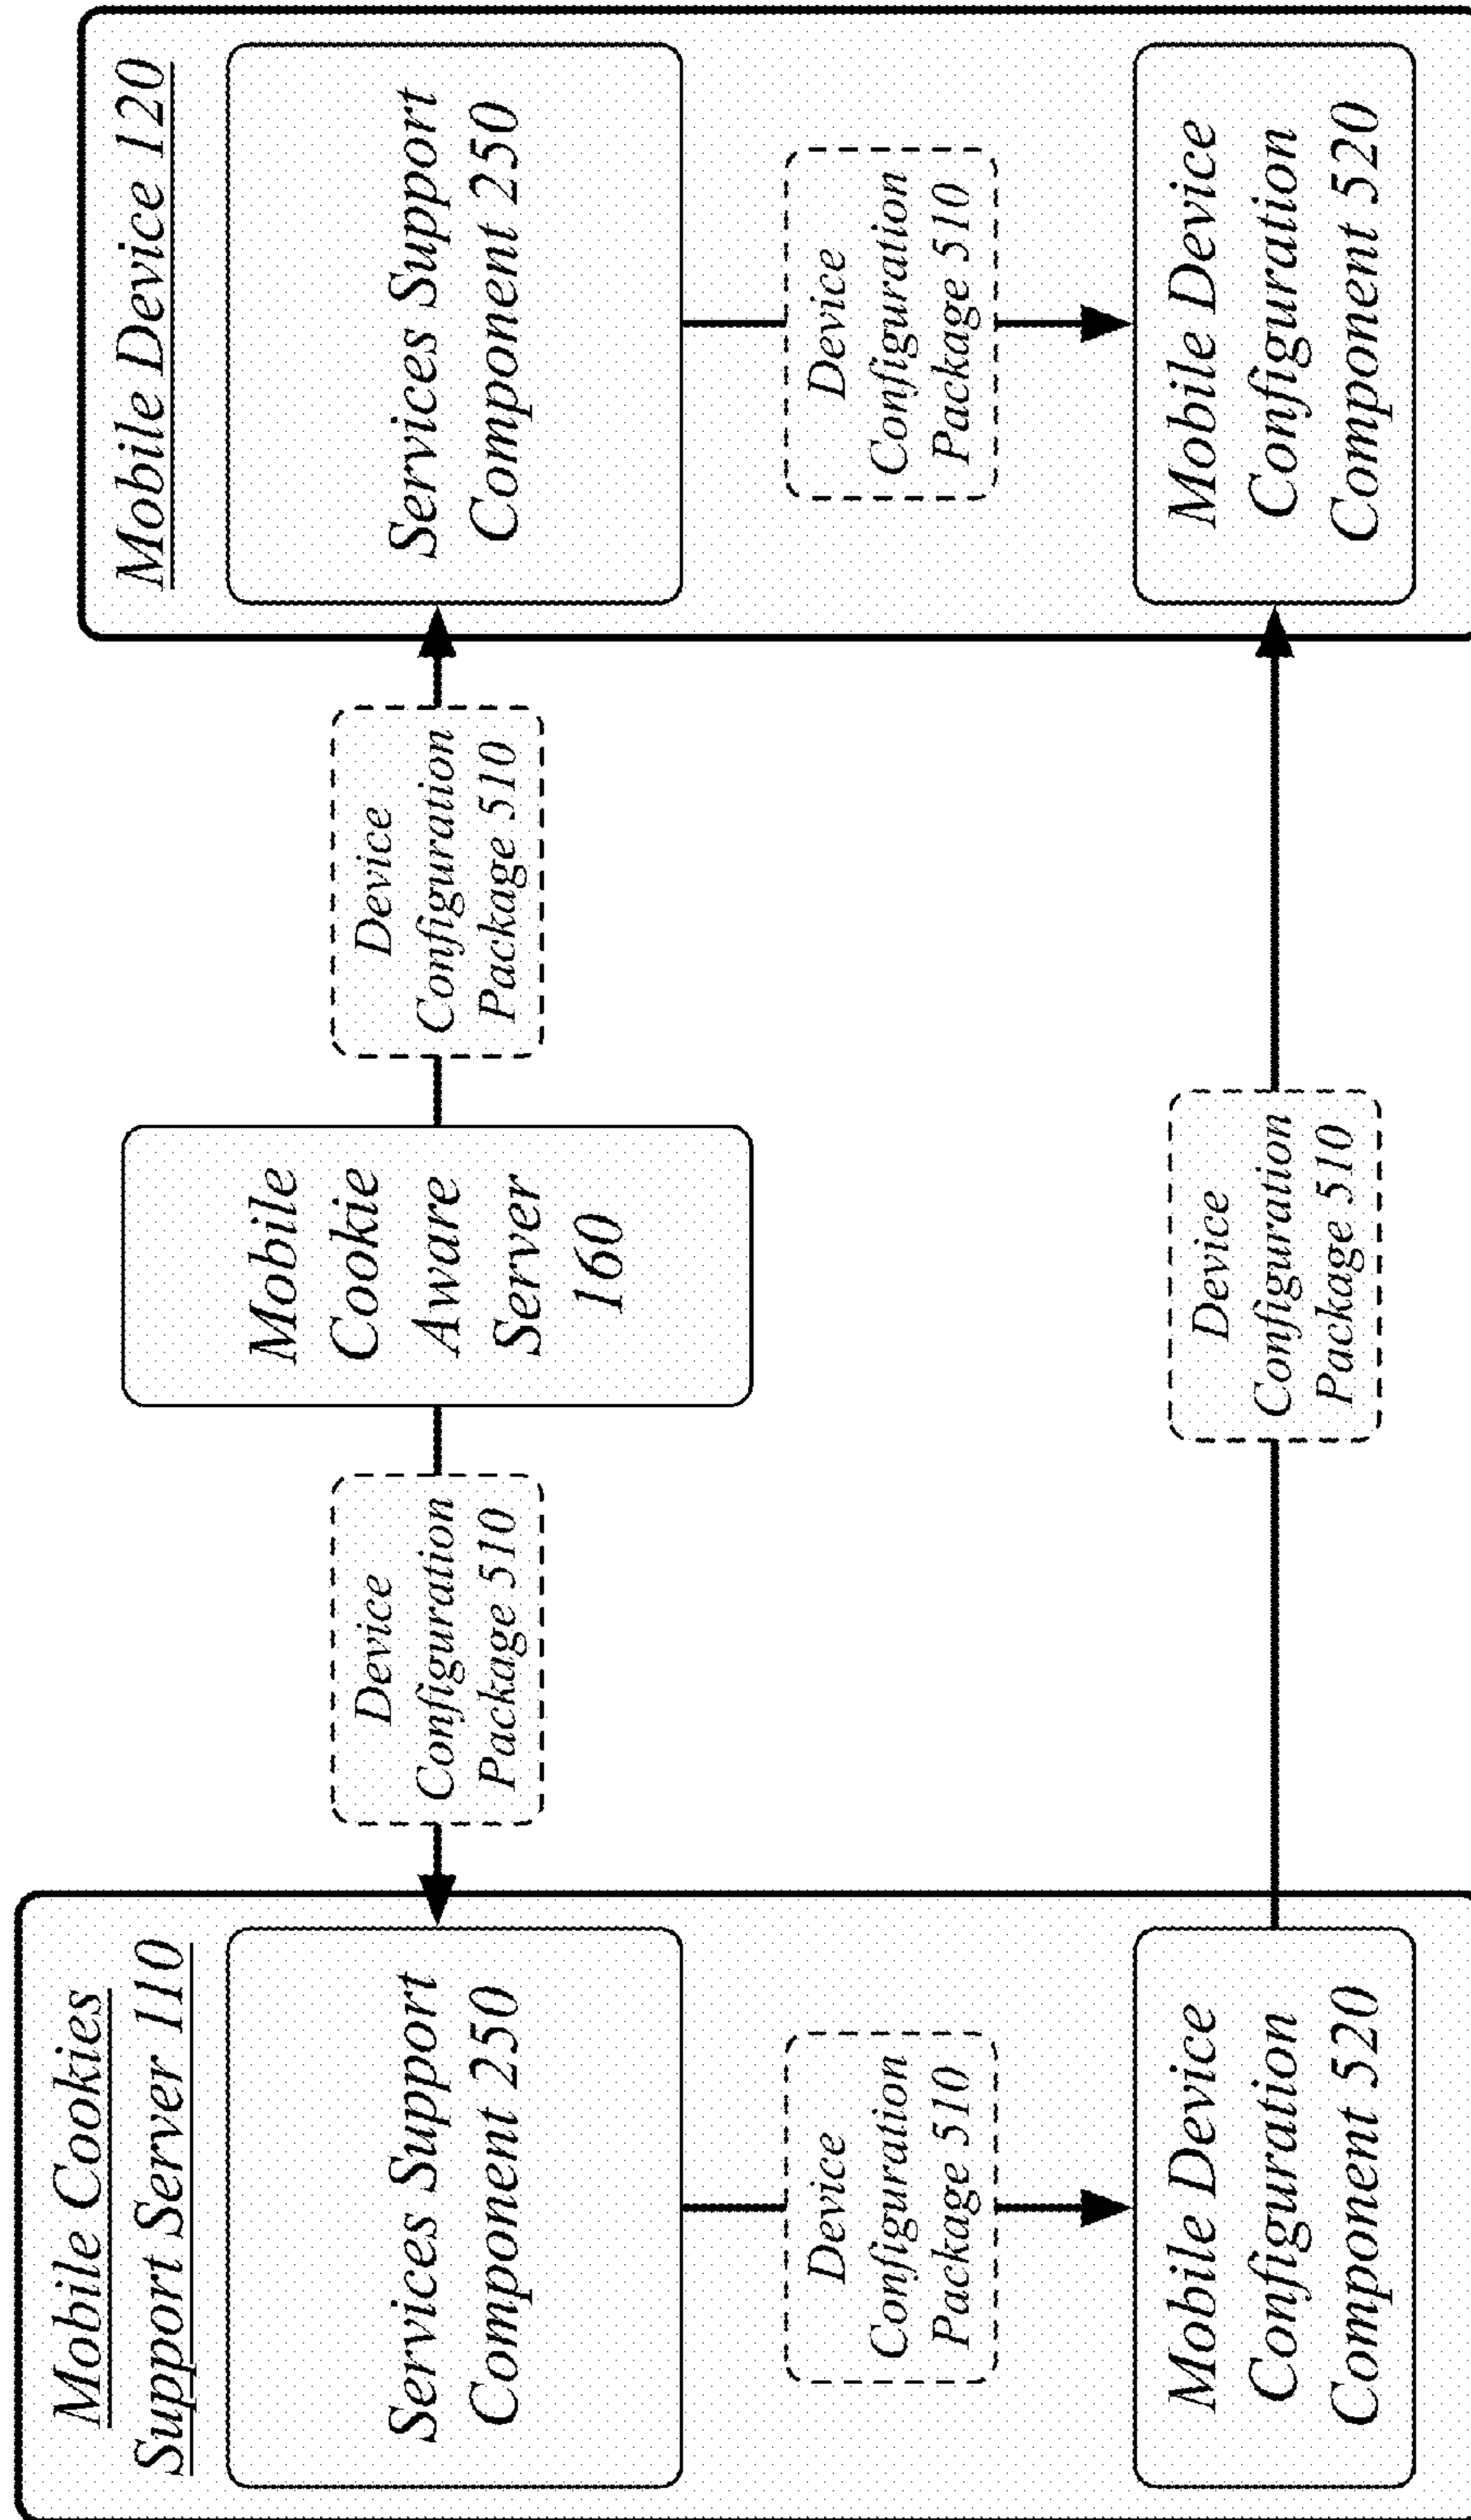 Mobile Cookies
Support Server 110
Services Support
Component 250
Device
Configuration
Package 510
Mobile Device
Configuration
Component 520
Device
Configuration
Package 510
Mobile
Cookie
Aware
Server
160
Device
Configuration
Package 510
Device
Configuration
Package 510
Mobile Device 120
Services Support
Component 250
Device
Configuration
Package 510
Mobile Device
Configuration
Component 520